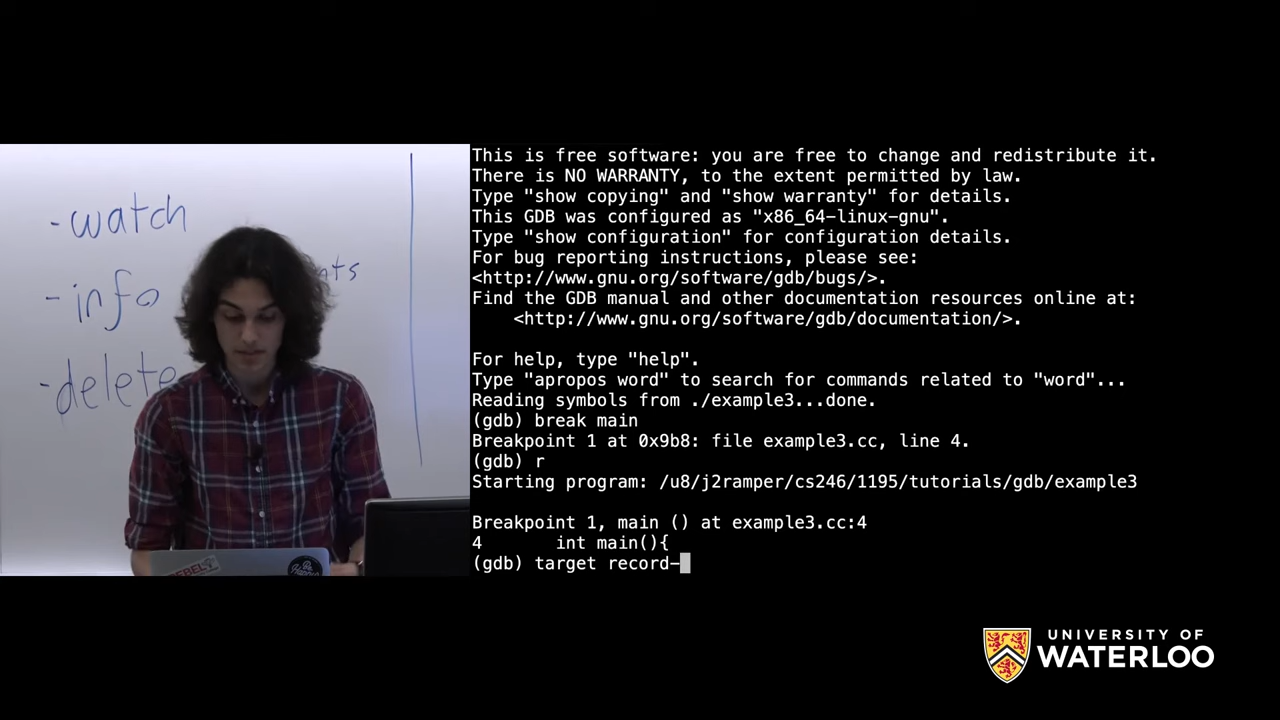 -watch
-info
nts
-delete
This is free software: you are free to change and redistribute it.
There is NO WARRANTY, to the extent permitted by law.
Type "show copying" and "show warranty" for details.
This GDB was configured as "x86_64-linux-gnu".
Type "show configuration" for configuration details.
For bug reporting instructions, please see:
<http://www.gnu.org/software/gdb/bugs/>.
Find the GDB manual and other documentation resources online at:
<http://www.gnu.org/software/gdb/documentation/>.
For help, type "help".
Type "apropos word" to search for commands related to "word"...
Reading symbols from ./example3...done.
(gdb) break main
Breakpoint 1 at 0x9b8: file example3.cc, line 4.
(gdb) r
Starting program: /u8/j2ramper/cs246/1195/tutorials/gdb/example3
Breakpoint 1, main () at example3.cc:4
4 int main(){
(gdb) target record-
UNIVERSITY OF
WATERLOO